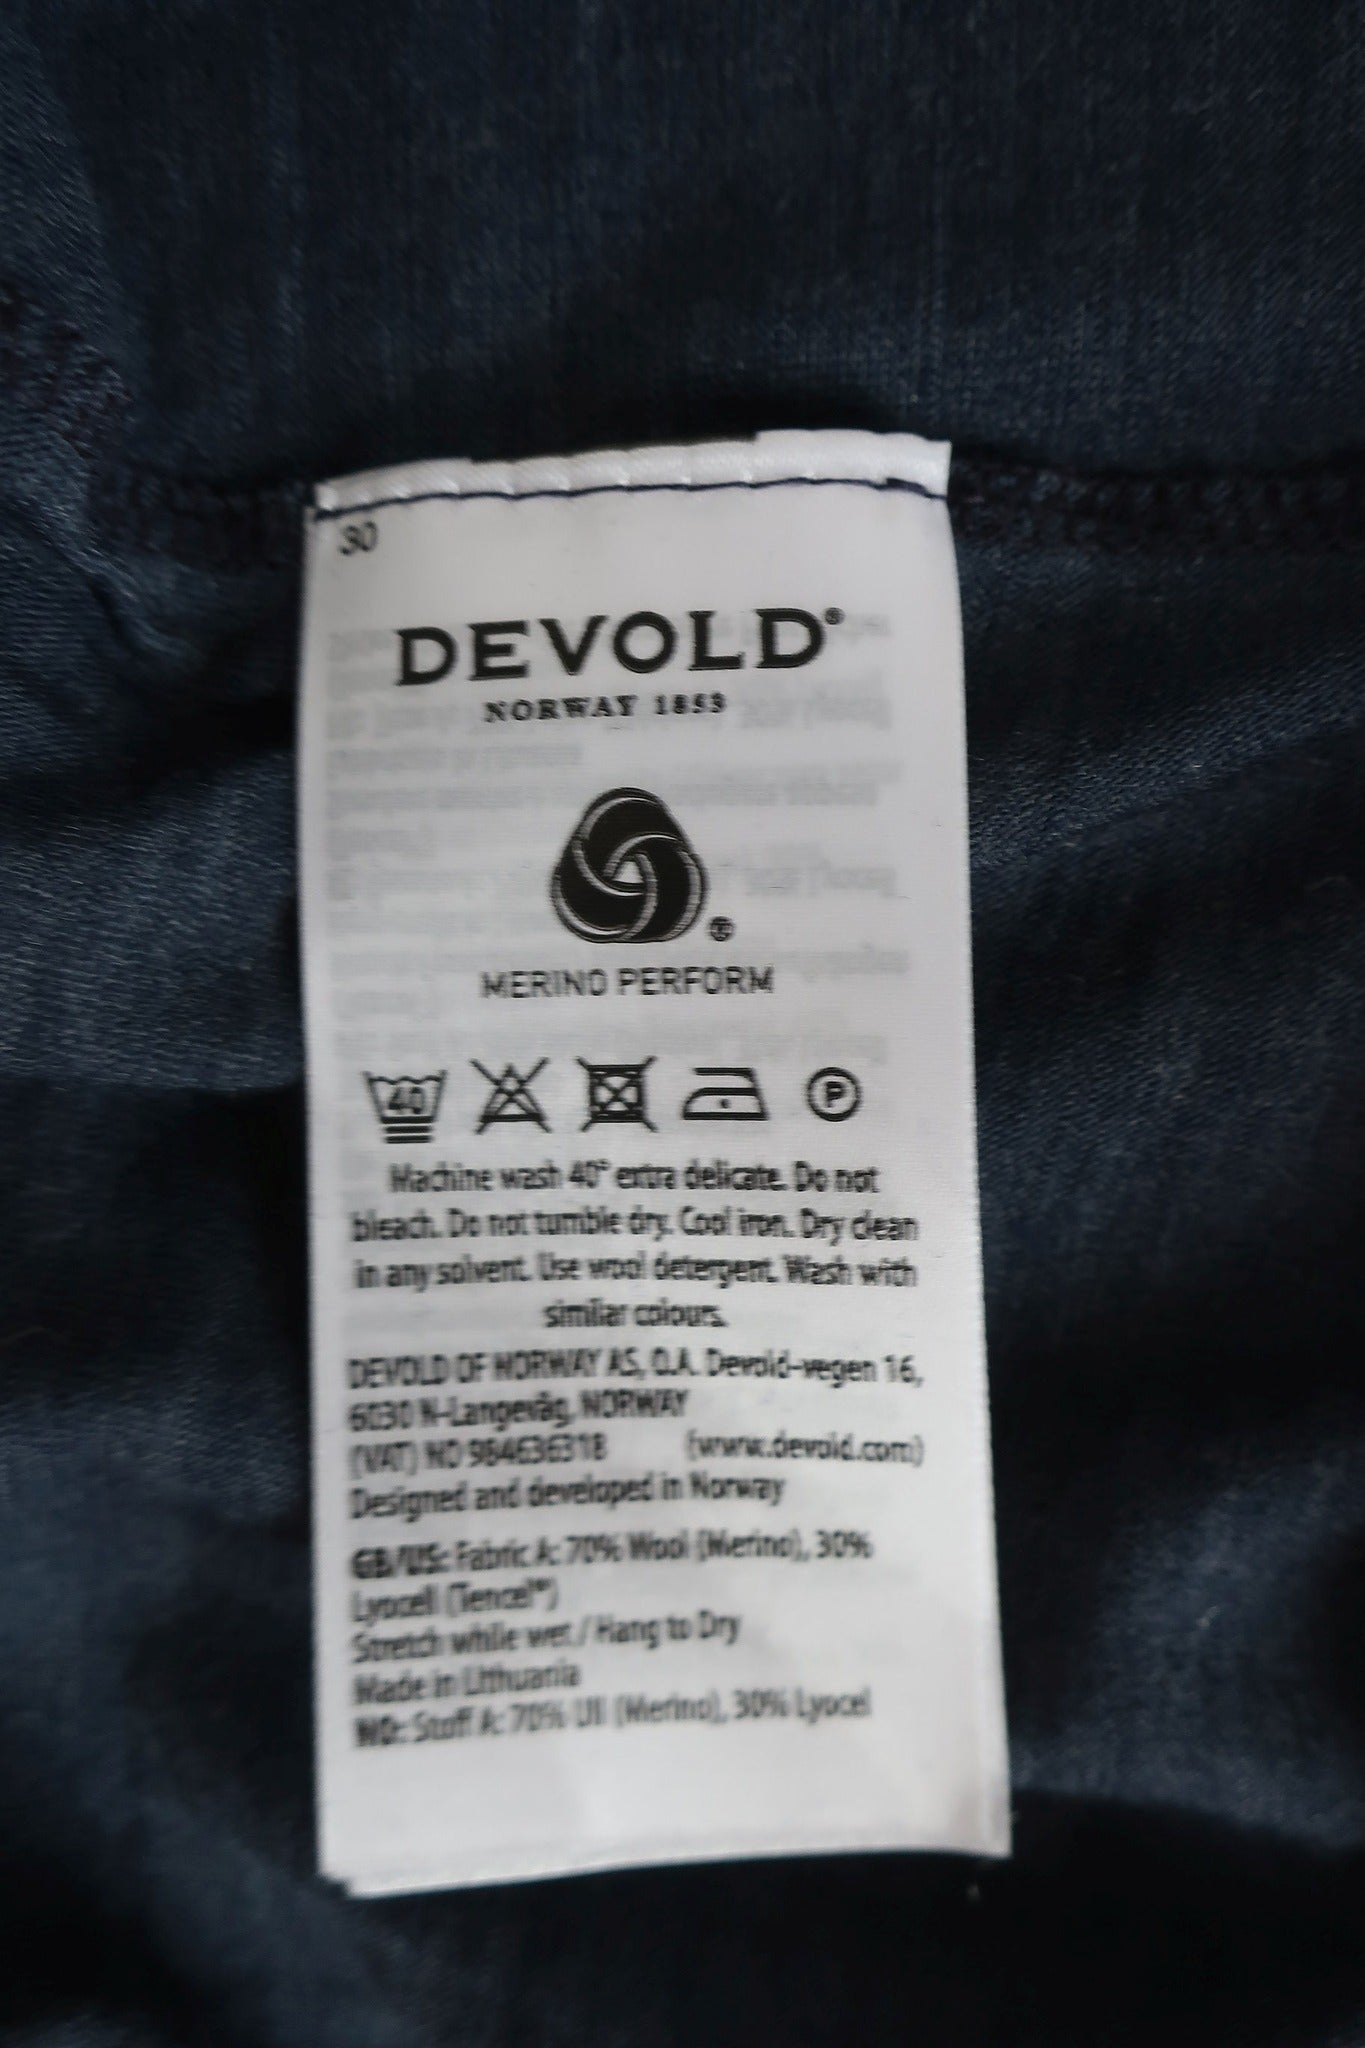 30
DEVOLD®
NORWAY 1853
®
MERINO PERFORM
40 P
Machine wash 40° extra delicate. Do not
bleach. Do not tumble dry. Cool iron. Dry clean
in any solvent. Use wool detergent. Wash with
similar colours.
DEVOLD OF NORWAY AS, O.A. Devold-vegen 16,
6030 N-Langevåg, NORWAY
(VAT) NO 984636318 (www.devold.com)
Designed and developed in Norway
GB/US: Fabric A: 70% Wool (Merino), 30%
Lyocell (Tencel®)
Stretch while wet / Hang to Dry
Made in Lithuania
NO: Stoff A: 70% Ull (Merino), 30% Lyocel